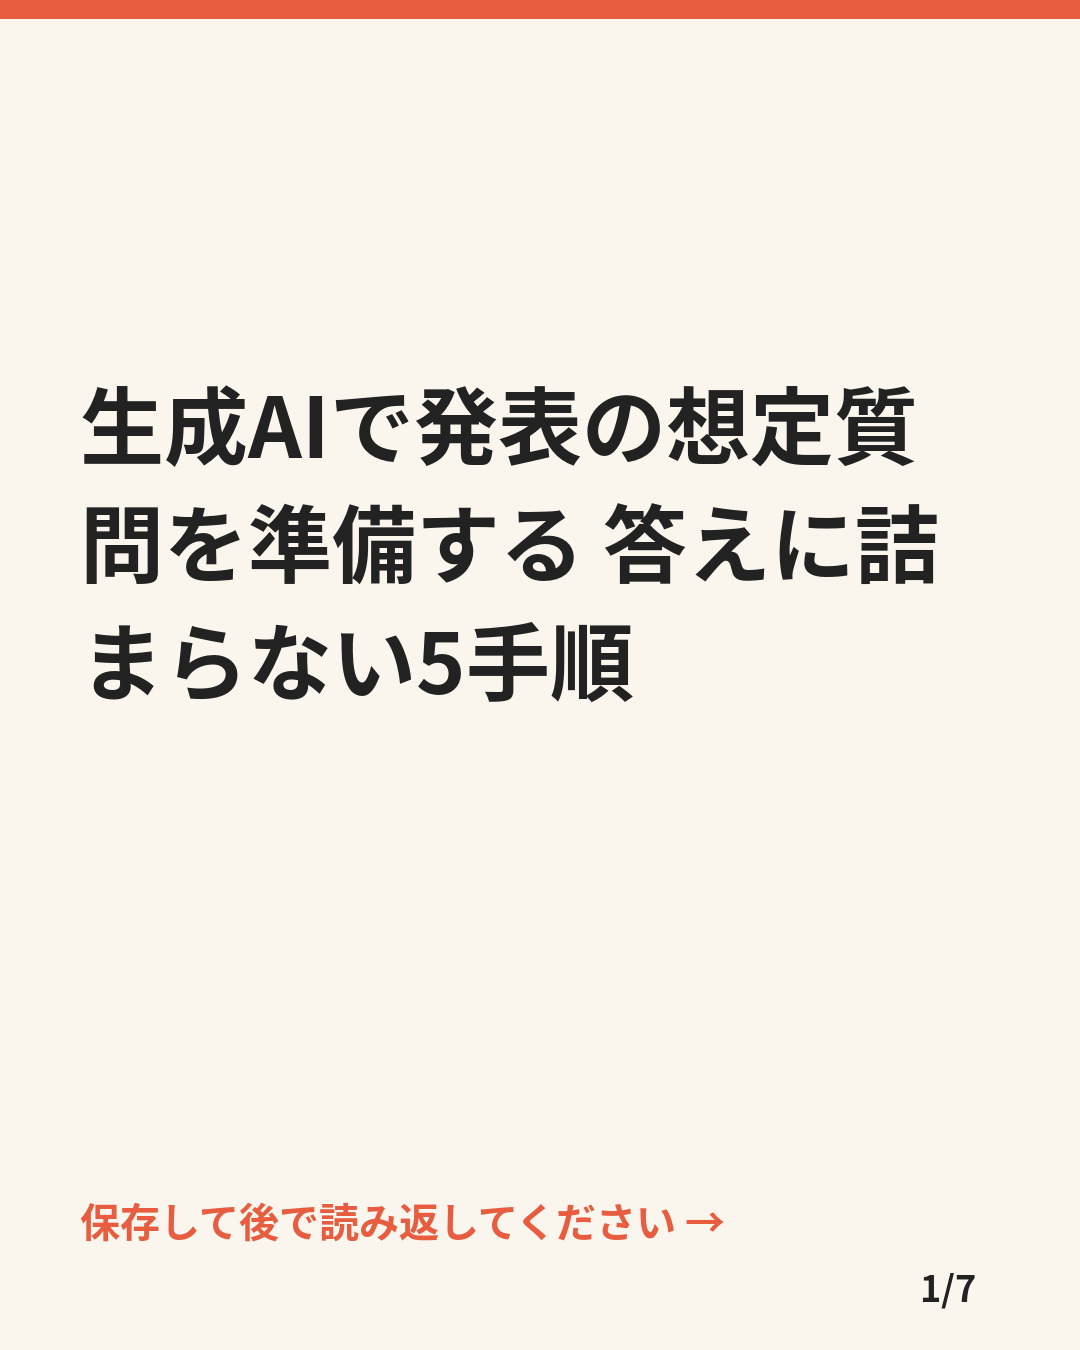 生成AIで発表の想定質
問を準備する 答えに詰
まらない5手順
保存して後で読み返してください →
1/7